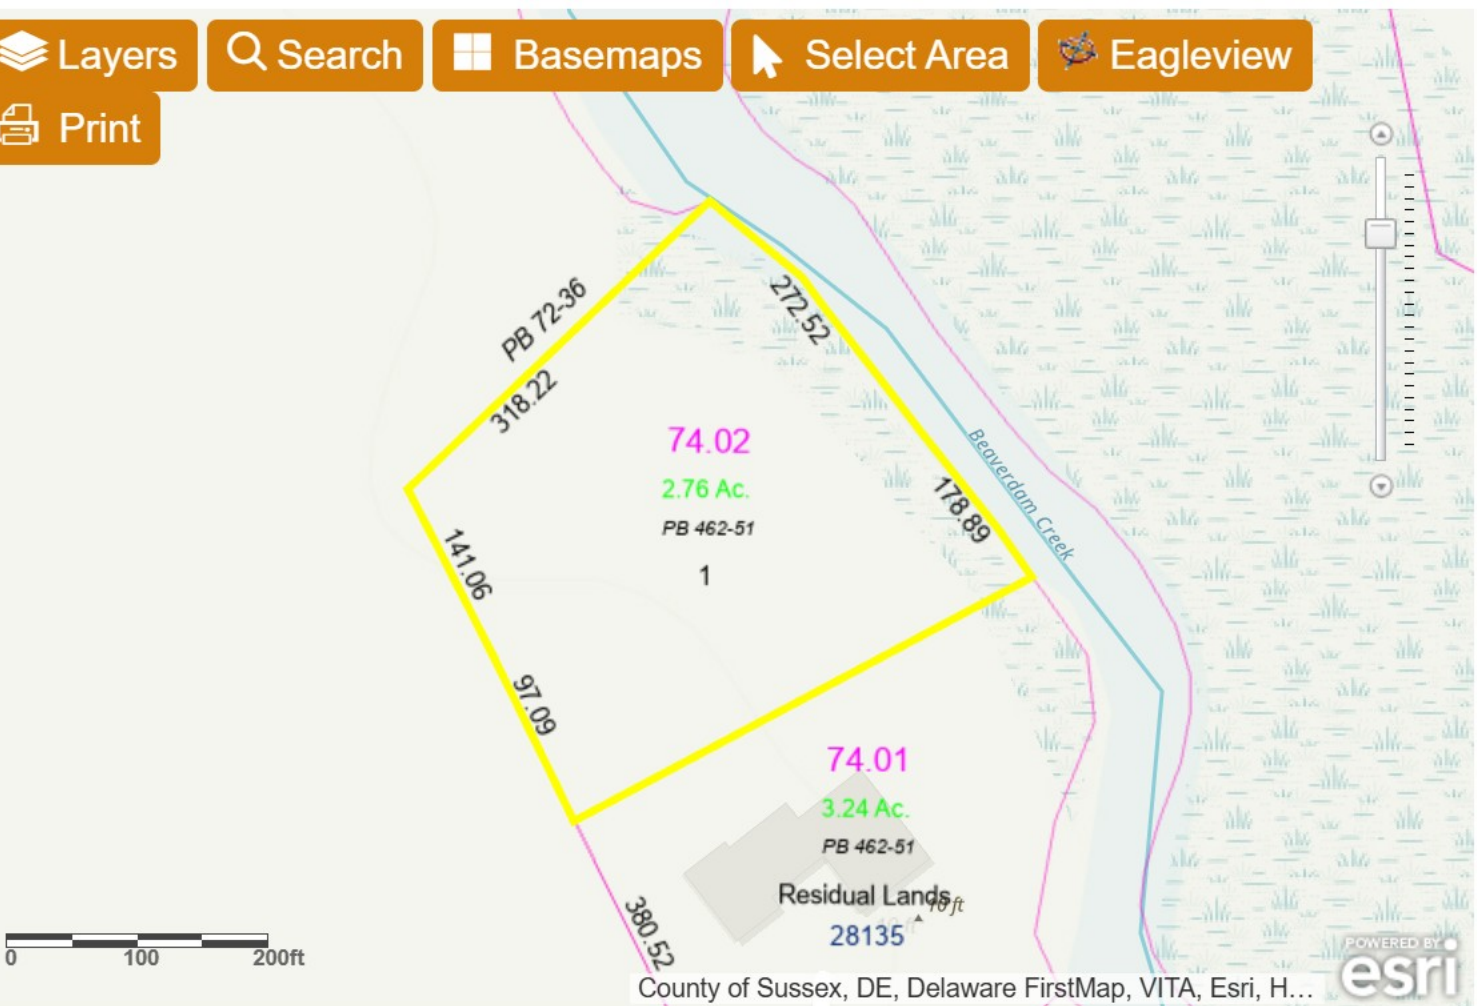 Layers
Search
Basemaps
Select Area
Eagleview
Print
PB 72-36
318.22
272.52
74.02
2.76 Ac.
PB 462-51
1
178.89
Beaverdam Creek
141.06
97.09
74.01
3.24 Ac.
PB 462-51
Residual Lands
10 ft
28135
380.52
0 100 200ft
County of Sussex, DE, Delaware FirstMap, VITA, Esri, H...
POWERED BY
esri